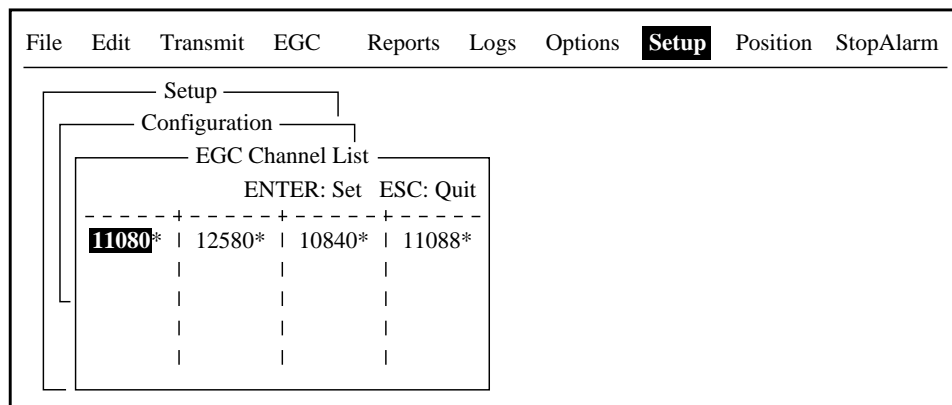 File Edit Transmit EGC Reports Logs Options Setup Position StopAlarm
Setup
Configuration
EGC Channel List
ENTER: Set ESC: Quit
11080* 12580* 10840* 11088*